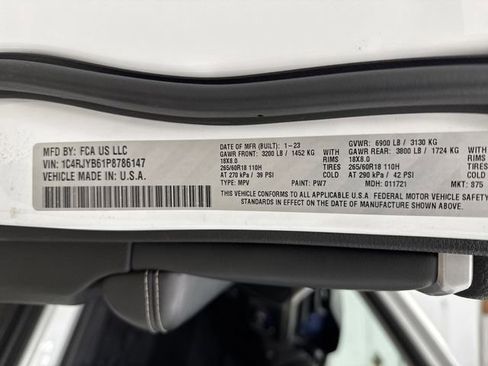 MFD BY: FCA US LLC
VIN: 1C4RJYB61P8786147
VEHICLE MADE IN: U.S.A.
DATE OF MFR (BUILT): 1-23 GVWR: 6900 LB / 3130 KG
GAWR FRONT: 3200 LB / 1452 KG GAWR REAR: 3800 LB / 1724 KG
18X8.0 RIMS 18X8.0 RIMS
265/60R18 110H TIRES 265/60R18 110H TIRES
AT 270 kPa / 39 PSI COLD AT 290 kPa / 42 PSI COLD
TYPE: MPV PAINT: PW7 MDH: 011721 MKT: 875
THIS VEHICLE CONFORMS TO ALL APPLICABLE U.S.A. FEDERAL MOTOR VEHICLE SAFETY
STANDARDS IN EFFECT ON THE DATE OF MANUFACTURE SHOWN ABOVE.